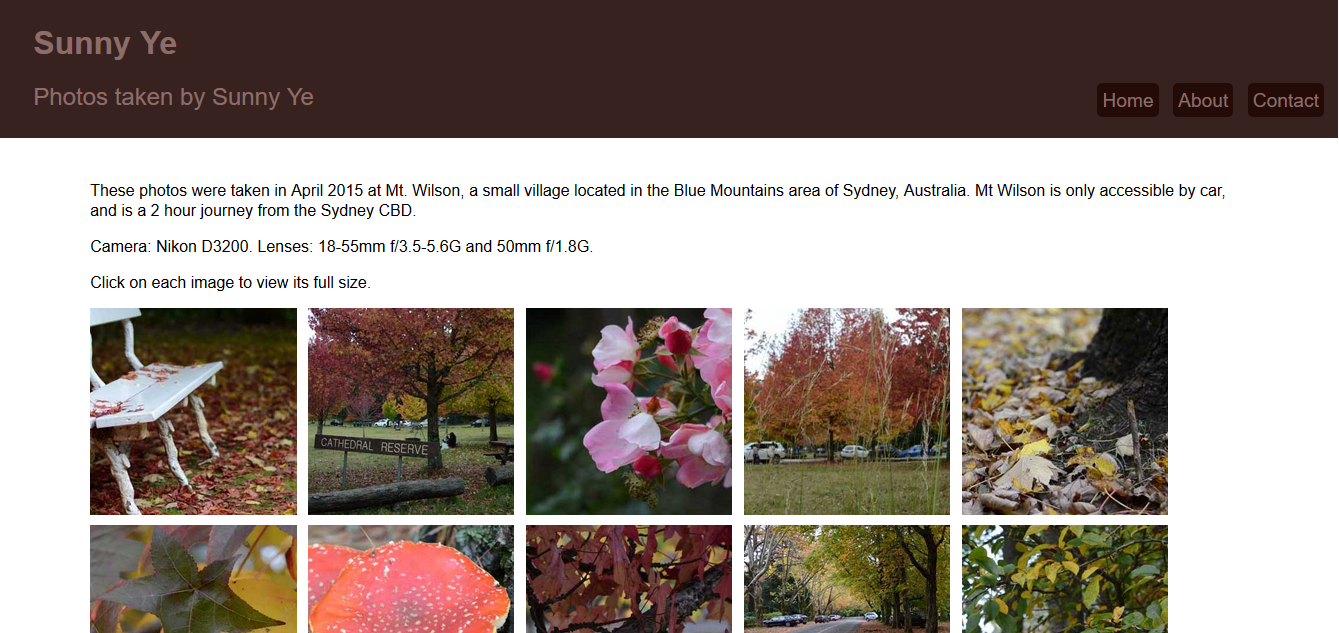 Sunny Ye
Photos taken by Sunny Ye
Home About Contact
These photos were taken in April 2015 at Mt. Wilson, a small village located in the Blue Mountains area of Sydney, Australia. Mt Wilson is only accessible by car,
and is a 2 hour journey from the Sydney CBD.
Camera: Nikon D3200. Lenses: 18-55mm f/3.5-5.6G and 50mm f/1.8G.
Click on each image to view its full size.
CATHEDRAL RESERVE